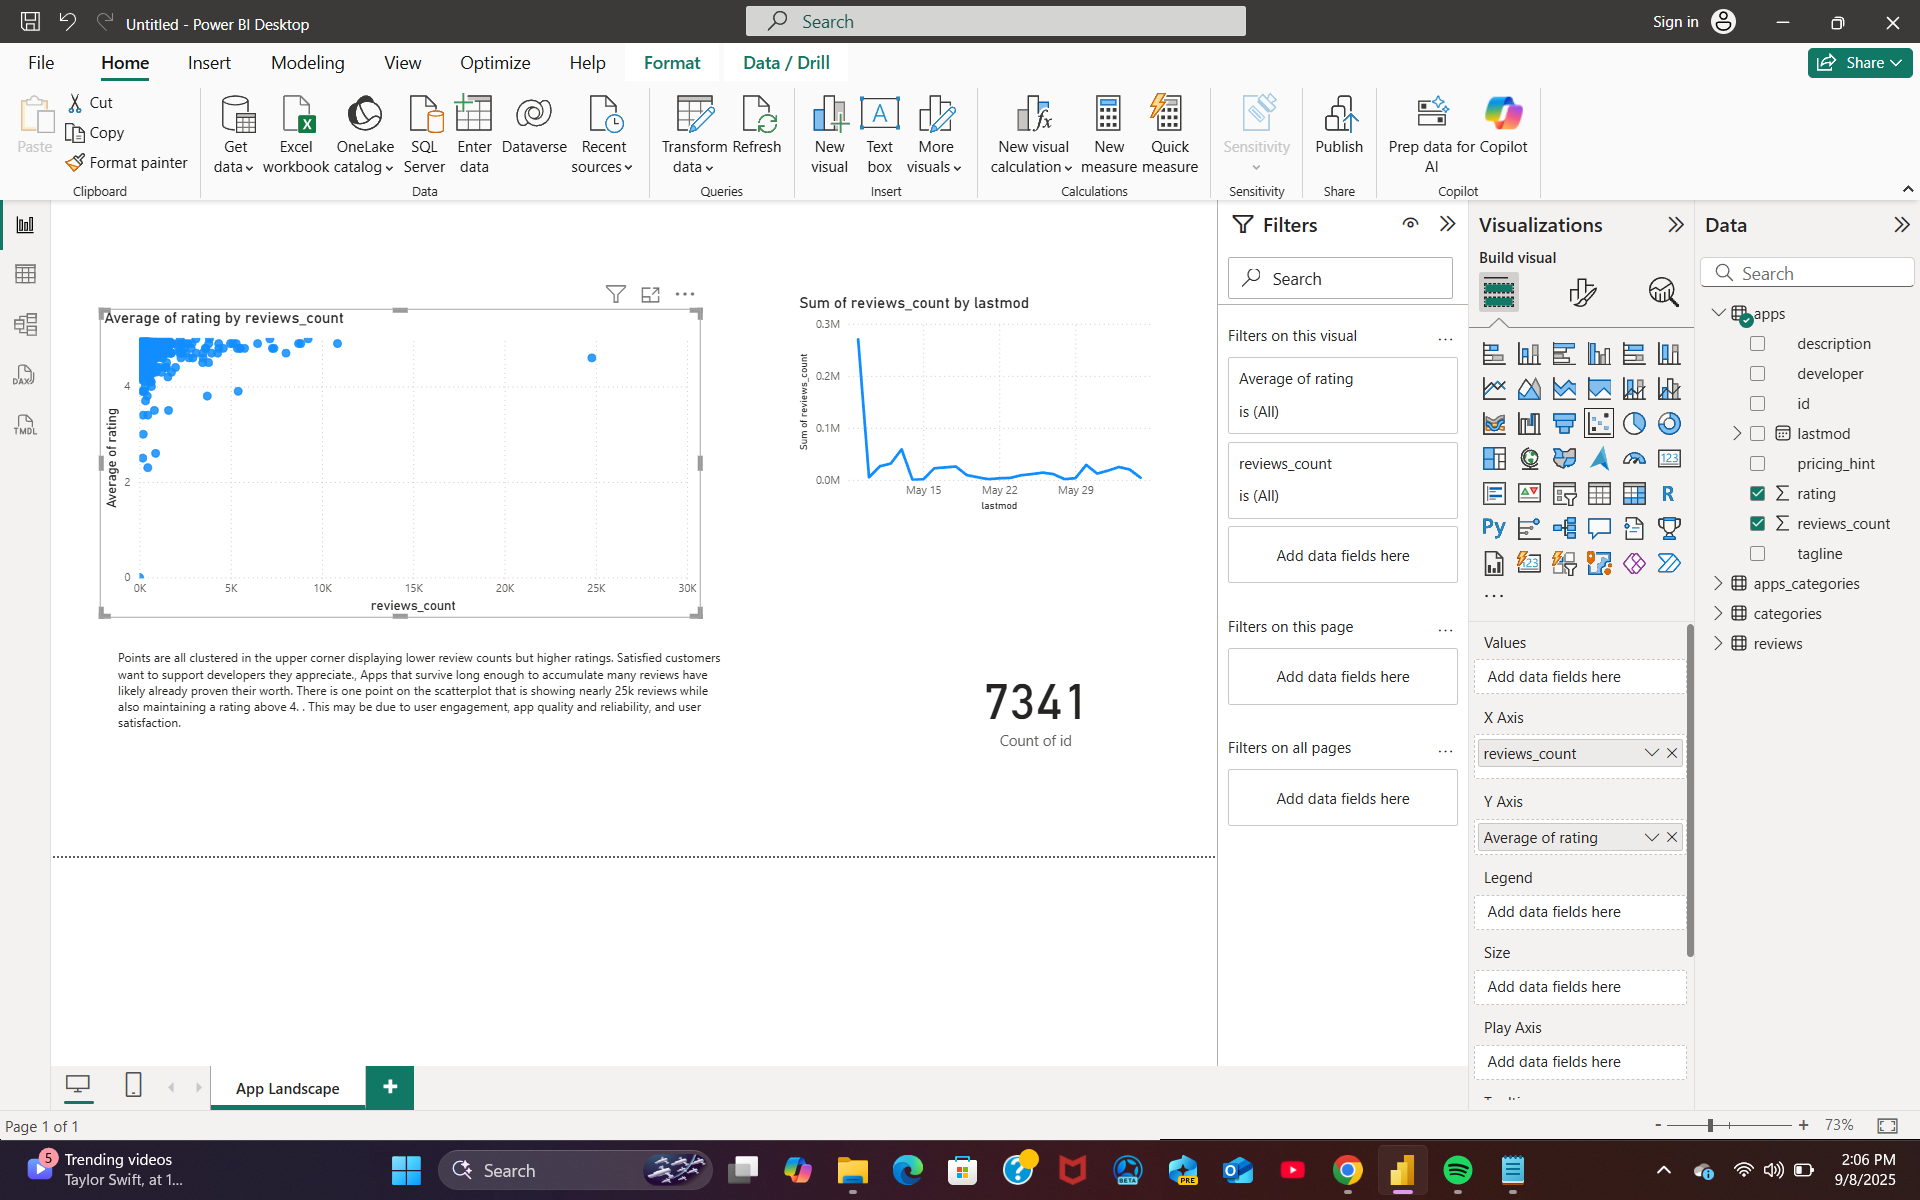 Untitled - Power BI Desktop
Search
Sign in
File
Home
Insert
Modeling
View
Optimize
Help
Format
Data / Drill
Share
Paste
Cut
Copy
Format painter
Clipboard
Get data
Excel workbook
OneLake catalog
SQL Server
Enter data
Dataverse
Recent sources
Data
Transform data
Refresh
Queries
New visual
Text box
More visuals
Insert
New visual calculation
New measure
Quick measure
Calculations
Sensitivity
Sensitivity
Publish
Share
Prep data for AI
Copilot
Copilot
DAX
TMDL
Average of rating by reviews_count
Average of rating
4
2
0
0K
5K
10K
15K
20K
25K
30K
reviews_count
Points are all clustered in the upper corner displaying lower review counts but higher ratings. Satisfied customers
want to support developers they appreciate., Apps that survive long enough to accumulate many reviews have
likely already proven their worth. There is one point on the scatterplot that is showing nearly 25k reviews while
also maintaining a rating above 4. . This may be due to user engagement, app quality and reliability, and user
satisfaction.
Sum of reviews_count by lastmod
Sum of reviews_count
0.3M
0.2M
0.1M
0.0M
May 15
May 22
May 29
lastmod
7341
Count of id
Filters
Search
Filters on this visual
...
Average of rating
is (All)
reviews_count
is (All)
Add data fields here
Filters on this page
...
Add data fields here
Filters on all pages
...
Add data fields here
Visualizations
Build visual
123
R
Py
123
...
Values
Add data fields here
X Axis
reviews_count
Y Axis
Average of rating
Legend
Add data fields here
Size
Add data fields here
Play Axis
Add data fields here
Data
Search
apps
description
developer
id
lastmod
pricing_hint
rating
reviews_count
tagline
apps_categories
categories
reviews
App Landscape
+
Page 1 of 1
- + 73%
5
Trending videos
Taylor Swift, at 1...
Search
BETA
PRE
2:06 PM
9/8/2025